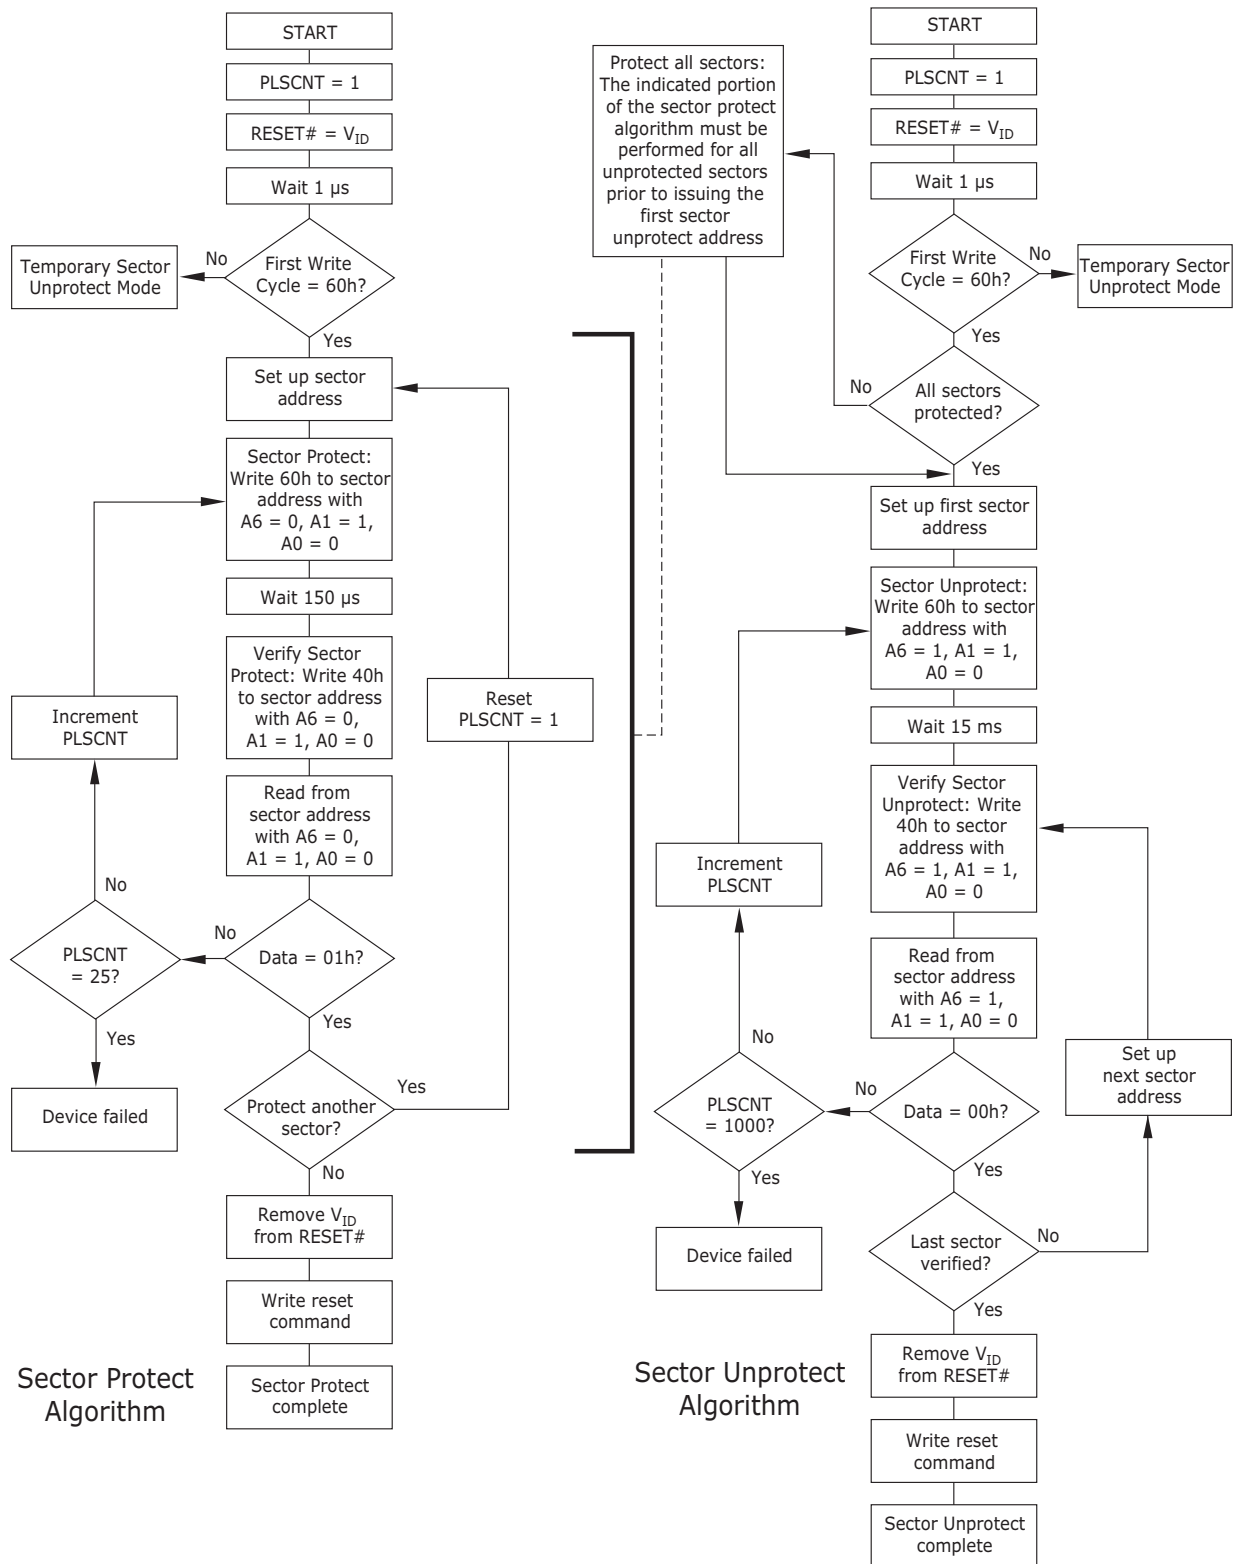 START
PLSCNT = 1
RESET# = VID
Wait 1 μs
First Write
Cycle = 60h?
No
Temporary Sector
Unprotect Mode
Yes
Set up sector
address
Sector Protect:
Write 60h to sector
address with
A6 = 0, A1 = 1,
A0 = 0
Wait 150 μs
Verify Sector
Protect: Write 40h
to sector address
with A6 = 0,
A1 = 1, A0 = 0
Reset
PLSCNT = 1
Increment
PLSCNT
Read from
sector address
with A6 = 0,
A1 = 1, A0 = 0
No
PLSCNT
= 25?
No
Data = 01h?
Yes
Yes
Device failed
Protect another
sector?
Yes
No
Remove VID
from RESET#
Write reset
command
Sector Protect
complete
Sector Protect
Algorithm
Protect all sectors:
The indicated portion
of the sector protect
algorithm must be
performed for all
unprotected sectors
prior to issuing the
first sector
unprotect address
START
PLSCNT = 1
RESET# = VID
Wait 1 μs
First Write
Cycle = 60h?
No
Temporary Sector
Unprotect Mode
Yes
No
All sectors
protected?
Yes
Set up first sector
address
Sector Unprotect:
Write 60h to sector
address with
A6 = 1, A1 = 1,
A0 = 0
Wait 15 ms
Verify Sector
Unprotect: Write
40h to sector
address with
A6 = 1, A1 = 1,
A0 = 0
Increment
PLSCNT
Read from
sector address
with A6 = 1,
A1 = 1, A0 = 0
No
PLSCNT
= 1000?
No
Data = 00h?
Set up
next sector
address
Yes
Yes
Device failed
Last sector
verified?
No
Yes
Remove VID
from RESET#
Write reset
command
Sector Unprotect
complete
Sector Unprotect
Algorithm